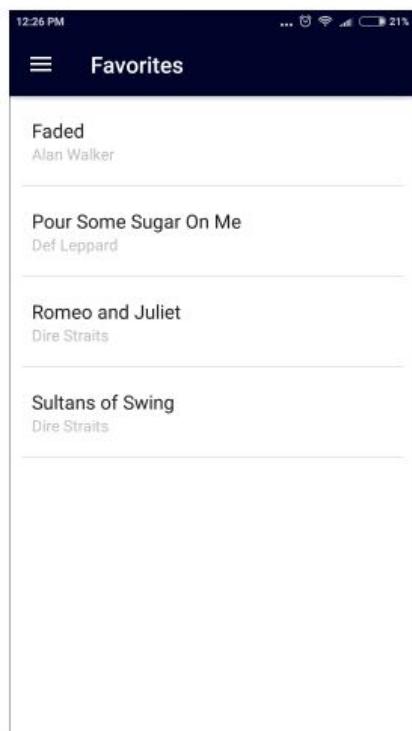 12:26 PM ... 21%
Favorites
Faded
Alan Walker
Pour Some Sugar On Me
Def Leppard
Romeo and Juliet
Dire Straits
Sultans of Swing
Dire Straits